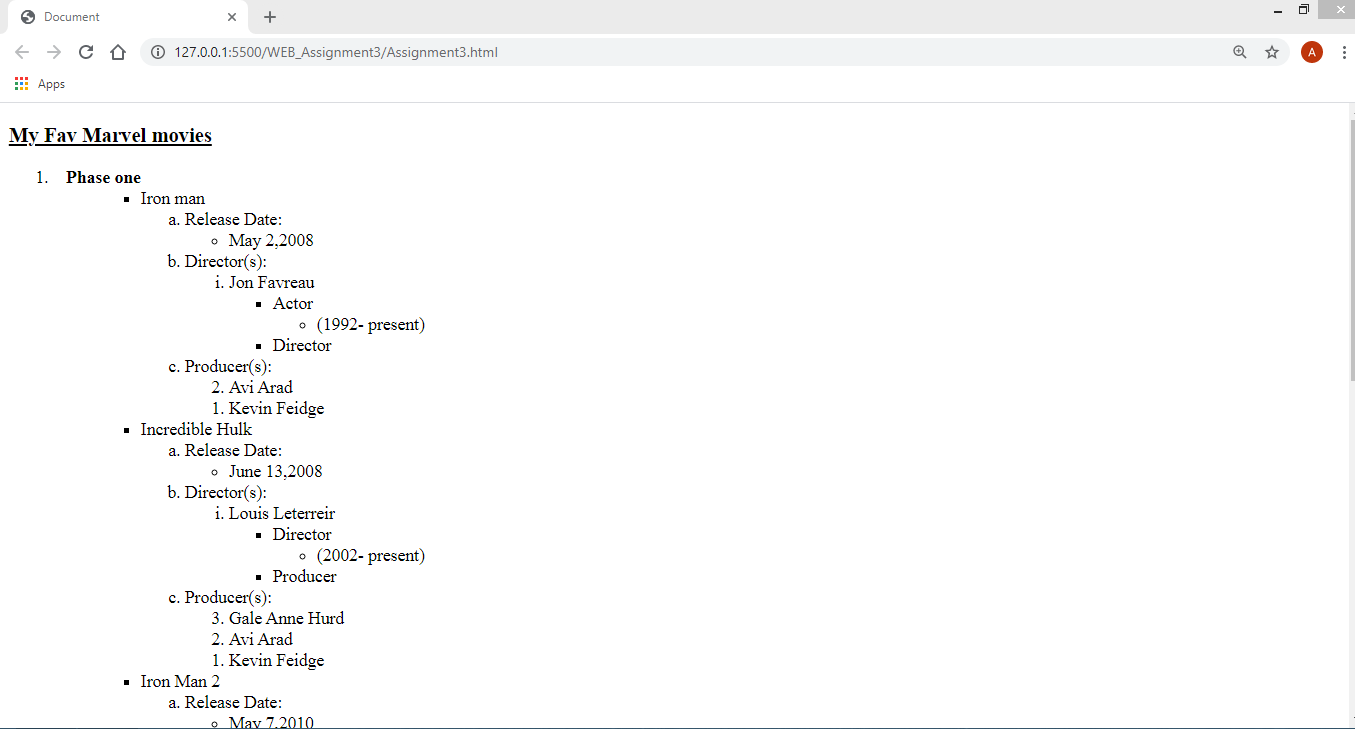 Document
127.0.0.1:5500/WEB_Assignment3/Assignment3.html
A
Apps
My Fav Marvel movies
1. Phase one
▪ Iron man
a. Release Date:
◦ May 2,2008
b. Director(s):
i. Jon Favreau
▪ Actor
◦ (1992- present)
▪ Director
c. Producer(s):
2. Avi Arad
1. Kevin Feidge
▪ Incredible Hulk
a. Release Date:
◦ June 13,2008
b. Director(s):
i. Louis Leterreir
▪ Director
◦ (2002- present)
▪ Producer
c. Producer(s):
3. Gale Anne Hurd
2. Avi Arad
1. Kevin Feidge
▪ Iron Man 2
a. Release Date:
◦ May 7,2010